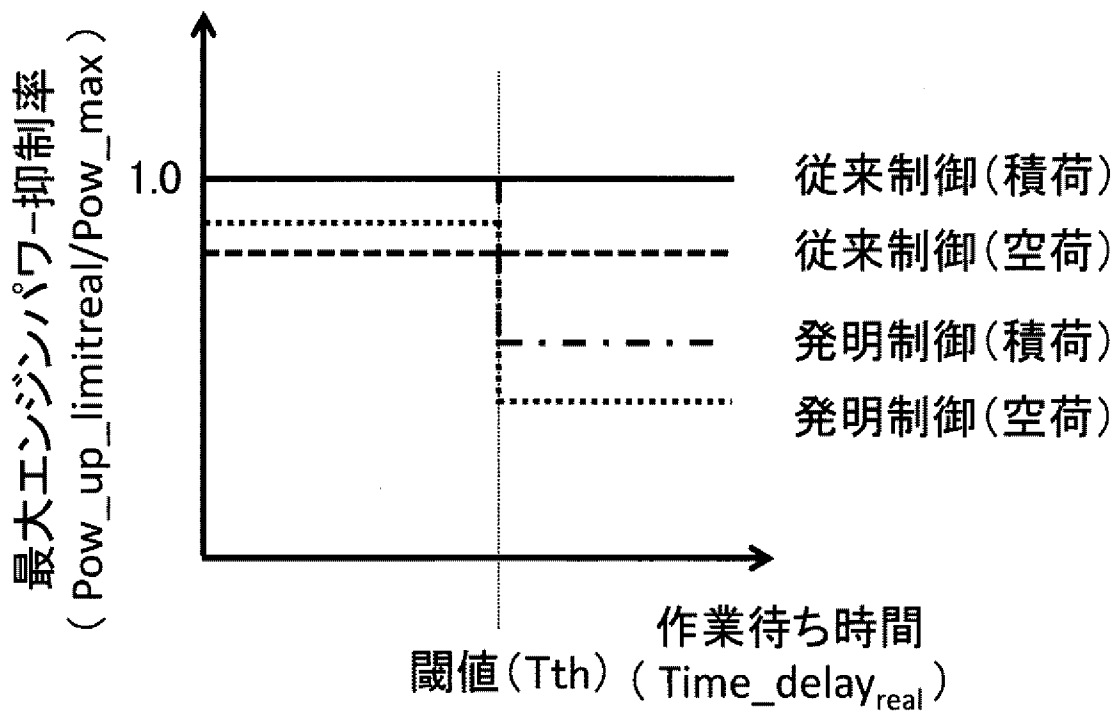 最大エンジンパワー抑制率
( Pow_up_limitreal/Pow_max )
1.0
従来制御(積荷)
従来制御(空荷)
発明制御(積荷)
発明制御(空荷)
作業待ち時間
閾値(Tth) ( Time_delayreal )